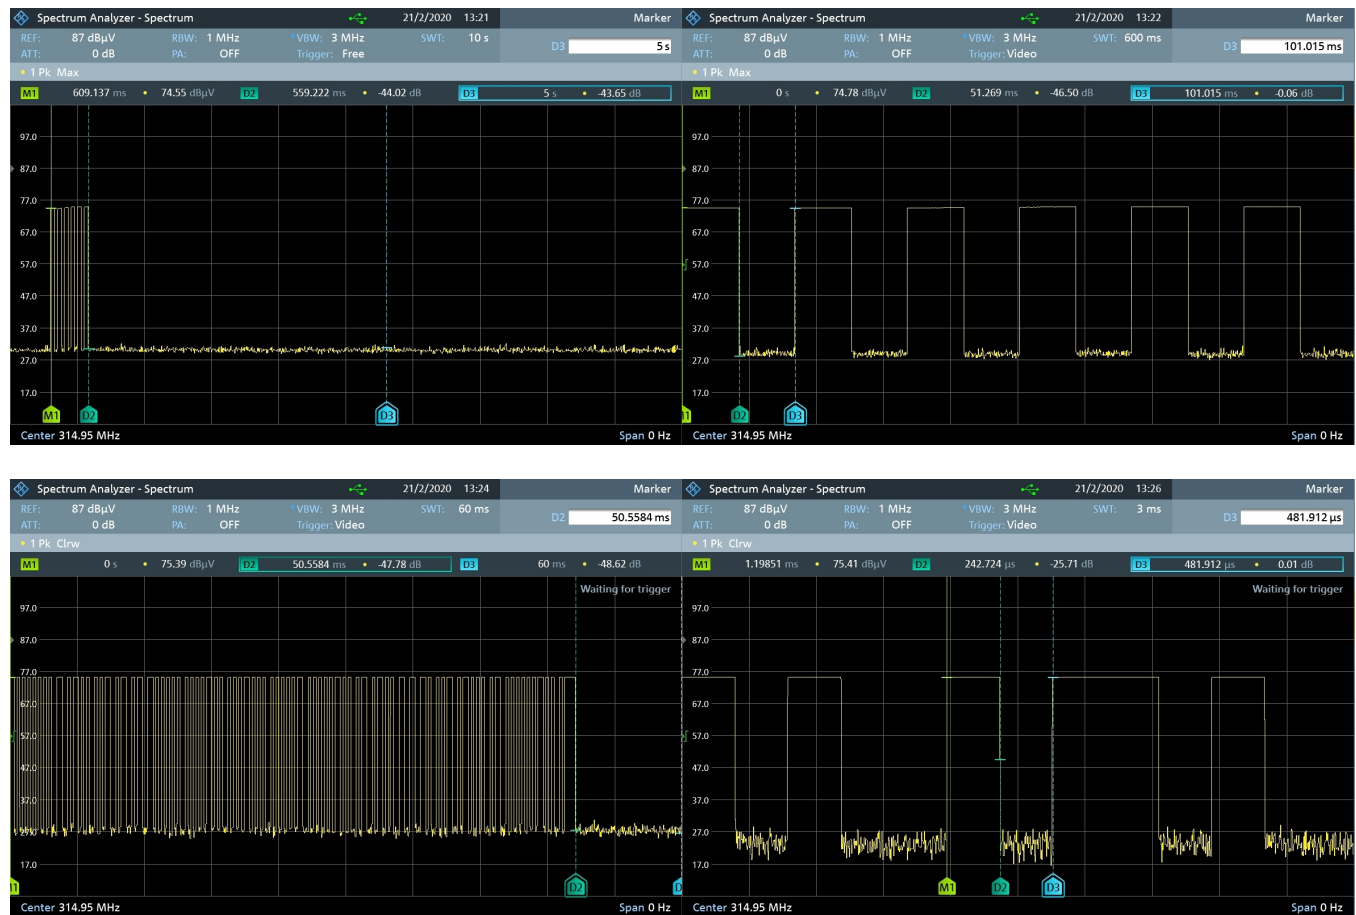 Spectrum Analyzer - Spectrum 21/2/2020 13:21 Marker
REF: 87 dBµV RBW: 1 MHz *VBW: 3 MHz SWT: 10 s D3 5 s
ATT: 0 dB PA: OFF Trigger: Free
• 1 Pk Max
M1 609.137 ms • 74.55 dBµV D2 559.222 ms • -44.02 dB D3 5 s • -43.65 dB
97.0
87.0
77.0
67.0
57.0
47.0
37.0
27.0
17.0
M1 D2 D3
Center 314.95 MHz Span 0 Hz
Spectrum Analyzer - Spectrum 21/2/2020 13:22 Marker
REF: 87 dBµV RBW: 1 MHz *VBW: 3 MHz SWT: 600 ms D3 101.015 ms
ATT: 0 dB PA: OFF Trigger: Video
• 1 Pk Max
M1 0 s • 74.78 dBµV D2 51.269 ms • -46.50 dB D3 101.015 ms • -0.06 dB
97.0
87.0
77.0
67.0
57.0
47.0
37.0
27.0
17.0
D2 D3
Center 314.95 MHz Span 0 Hz
Spectrum Analyzer - Spectrum 21/2/2020 13:24 Marker
REF: 87 dBµV RBW: 1 MHz *VBW: 3 MHz SWT: 60 ms D2 50.5584 ms
ATT: 0 dB PA: OFF Trigger: Video
• 1 Pk Clrw
M1 0 s • 75.39 dBµV D2 50.5584 ms • -47.78 dB D3 60 ms • -48.62 dB
Waiting for trigger
97.0
87.0
77.0
67.0
57.0
47.0
37.0
27.0
17.0
D2
Center 314.95 MHz Span 0 Hz
Spectrum Analyzer - Spectrum 21/2/2020 13:26 Marker
REF: 87 dBµV RBW: 1 MHz *VBW: 3 MHz SWT: 3 ms D3 481.912 µs
ATT: 0 dB PA: OFF Trigger: Video
• 1 Pk Clrw
M1 1.19851 ms • 75.41 dBµV D2 242.724 µs • -25.71 dB D3 481.912 µs • 0.01 dB
Waiting for trigger
97.0
87.0
77.0
67.0
57.0
47.0
37.0
27.0
17.0
M1 D2 D3
Center 314.95 MHz Span 0 Hz